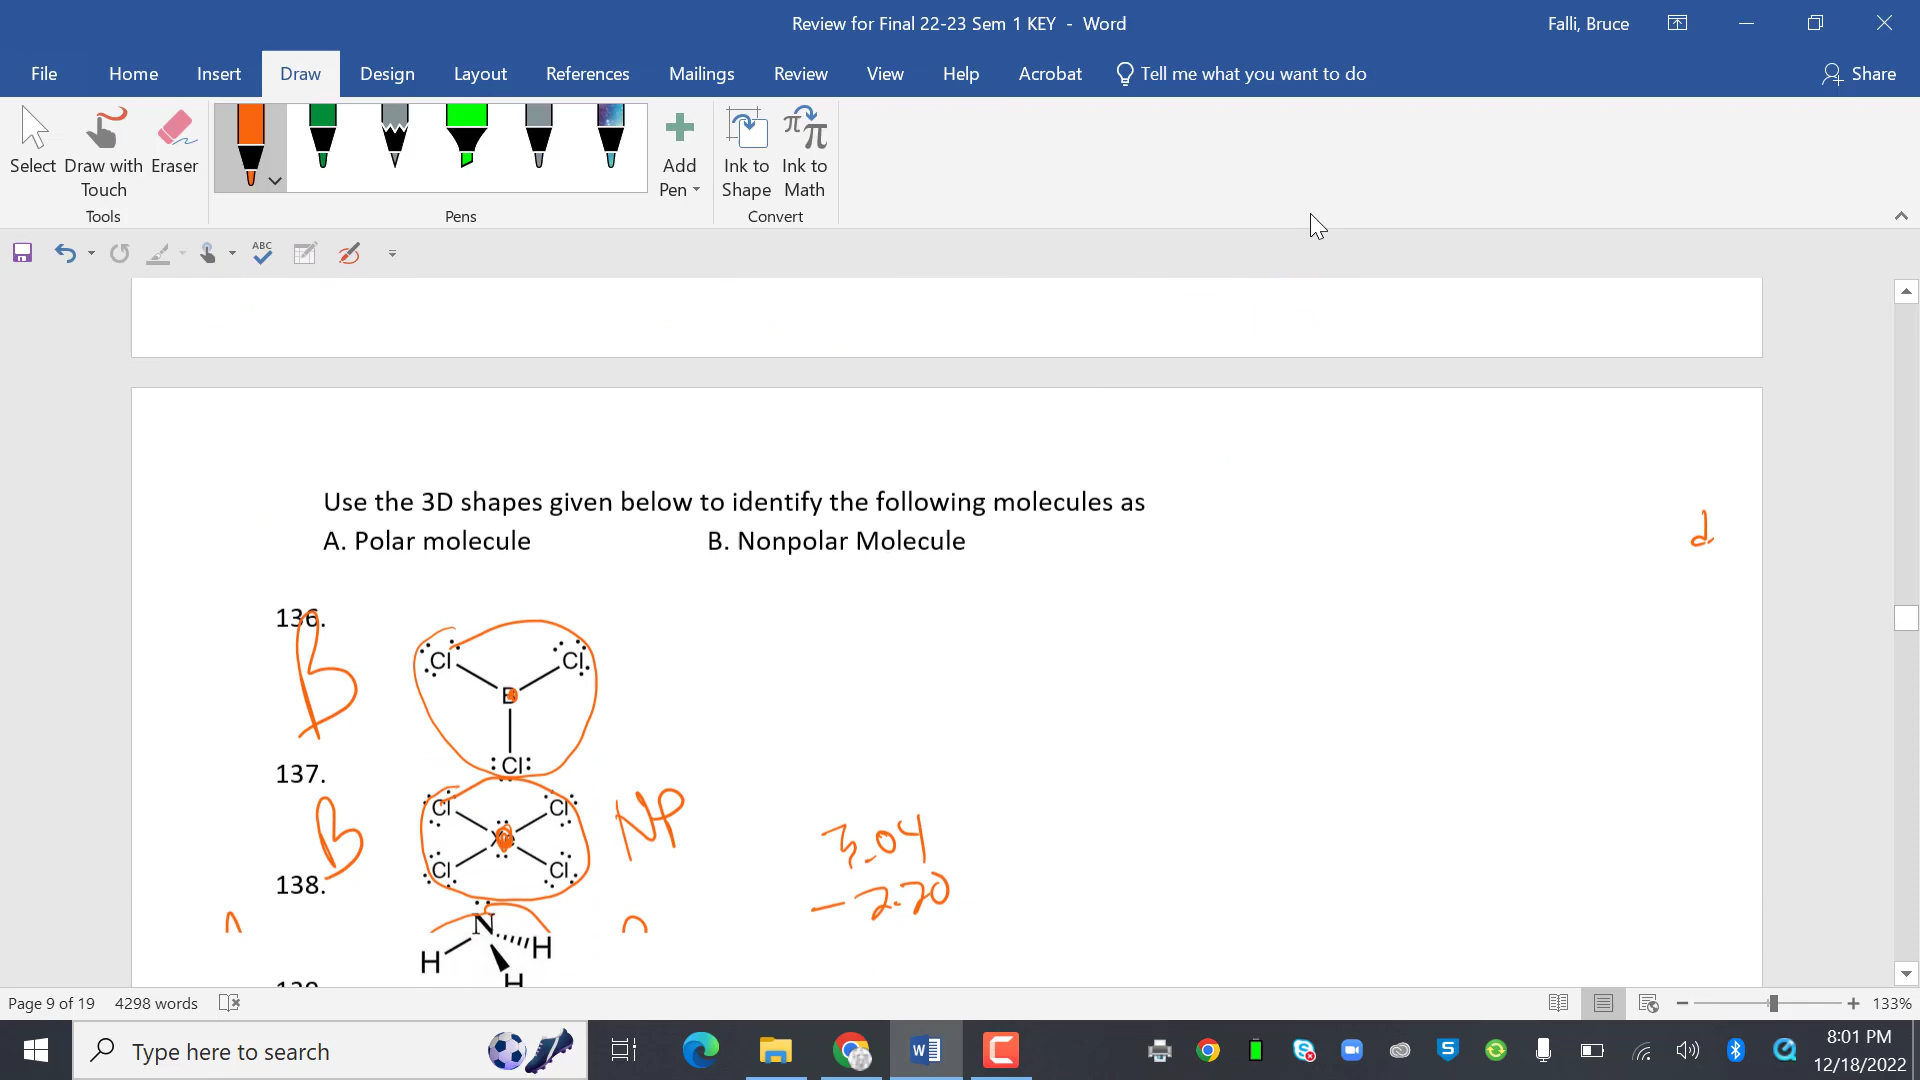 Review for Final 22-23 Sem 1 KEY - Word
Falli, Bruce
File Home Insert Draw Design Layout References Mailings Review View Help Acrobat Tell me what you want to do Share
Select Draw with Touch Eraser Add Pen Ink to Shape Ink to Math
Tools Pens Convert
ABC
Use the 3D shapes given below to identify the following molecules as
A. Polar molecule B. Nonpolar Molecule
d
136.
B
Cl Cl
B
Cl
137.
B
Cl Cl
NP
Cl Cl
3.04
138.
- 2.20
N
H H
H
Page 9 of 19 4298 words 133%
Type here to search
8:01 PM
12/18/2022